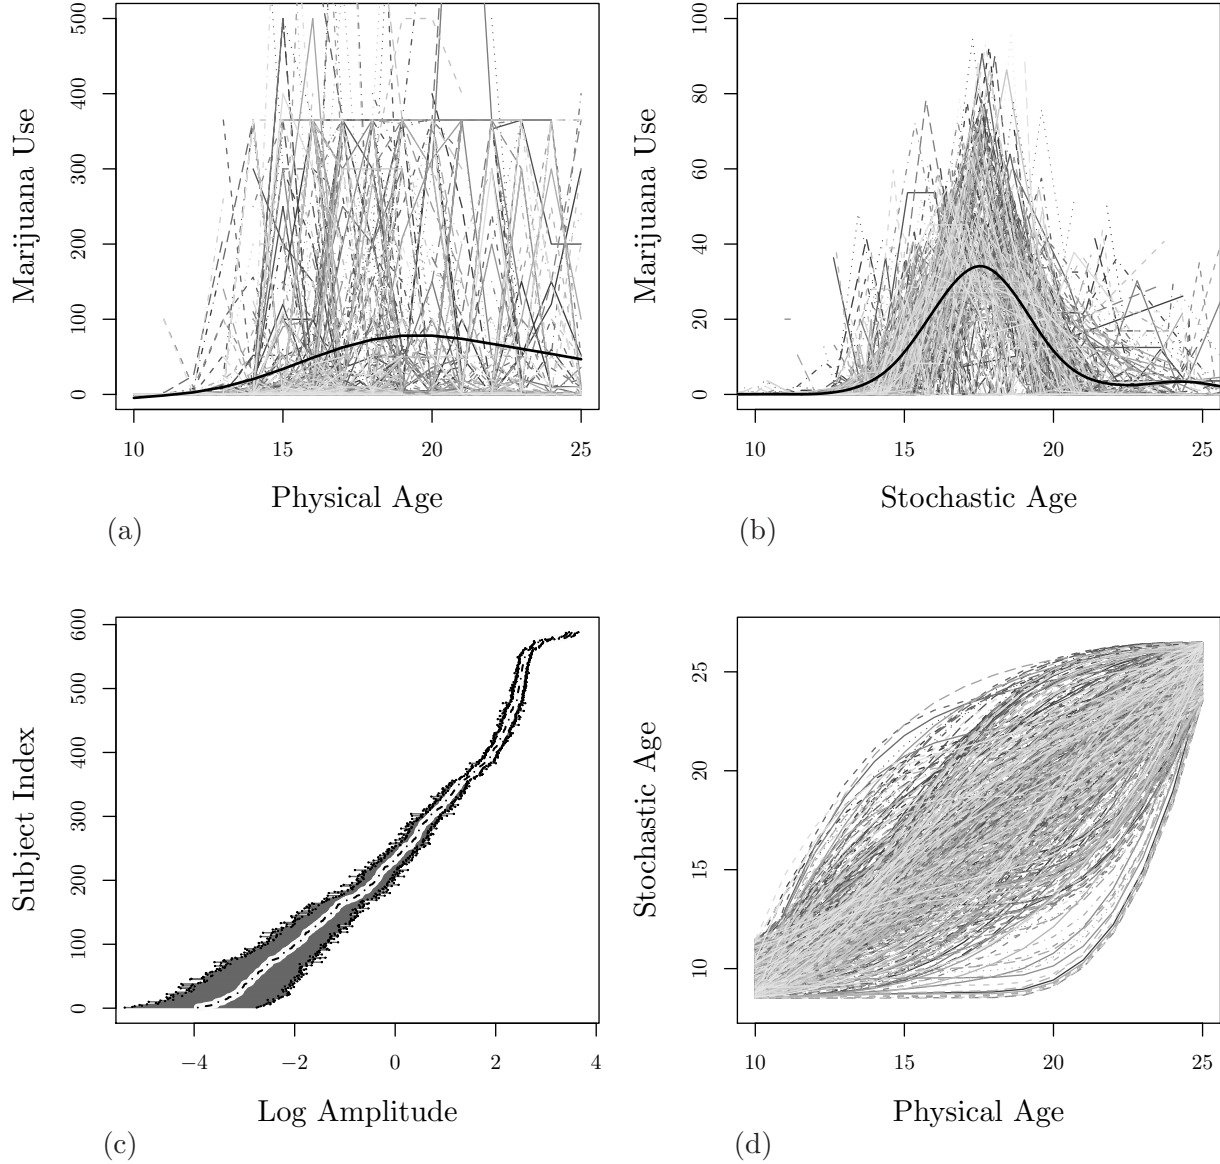 500
400
300
200
100
0
Marijuana Use
10 15 20 25
Physical Age
(a)
100
80
60
40
20
0
Marijuana Use
10 15 20 25
Stochastic Age
(b)
600
500
400
300
200
100
0
Subject Index
−4 −2 0 2 4
Log Amplitude
(c)
25
20
15
10
Stochastic Age
10 15 20 25
Physical Age
(d)